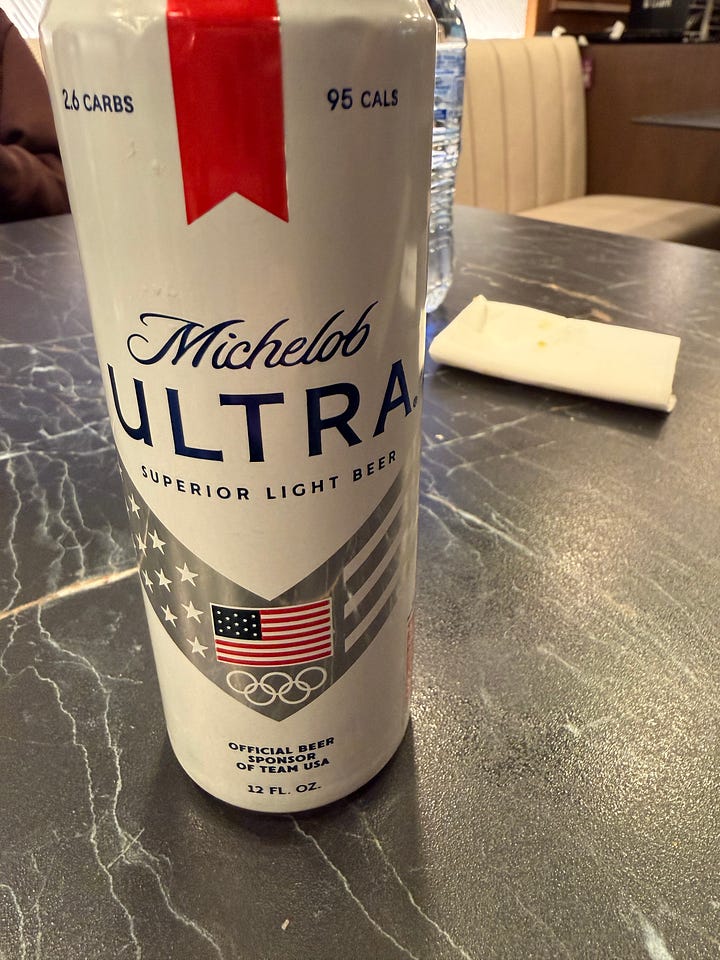 2.6 CARBS
95 CALS
Michelob
ULTRA®
SUPERIOR LIGHT BEER
OFFICIAL BEER
SPONSOR
OF TEAM USA
12 FL. OZ.